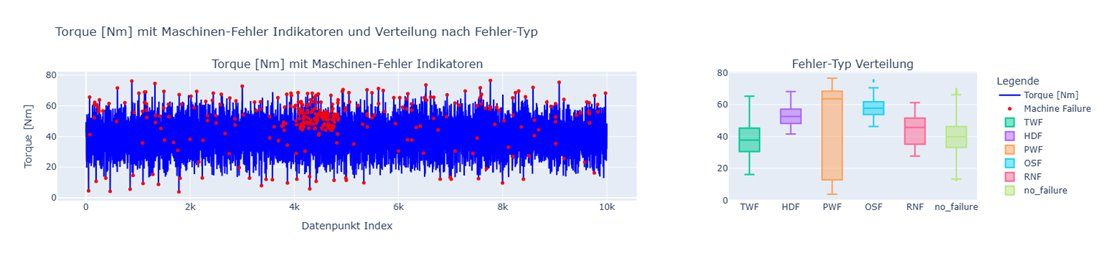 Torque [Nm] mit Maschinen-Fehler Indikatoren und Verteilung nach Fehler-Typ
Torque [Nm] mit Maschinen-Fehler Indikatoren
80
60
40
20
0
Torque [Nm]
0
2k
4k
6k
8k
10k
Datenpunkt Index
Fehler-Typ Verteilung
80
60
40
20
0
TWF
HDF
PWF
OSF
RNF
no_failure
Legende
Torque [Nm]
Machine Failure
TWF
HDF
PWF
OSF
RNF
no_failure